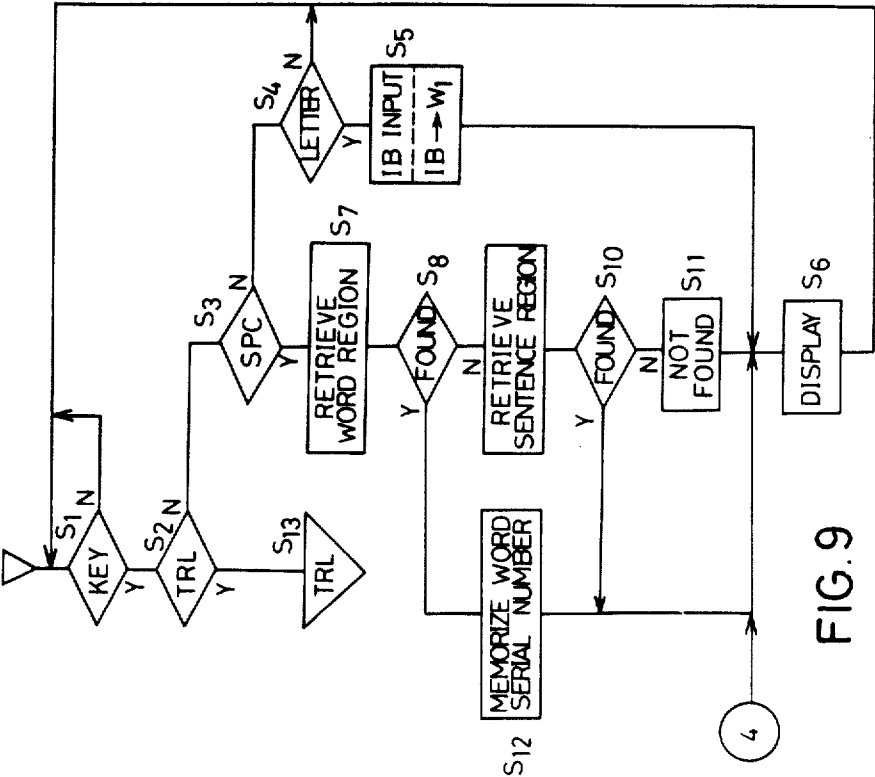 S1
KEY
N
Y
S2
TRL
N
Y
S13
TRL
S3
SPC
N
Y
S4
LETTER
N
Y
S5
IB INPUT
IB → W1
S7
RETRIEVE
WORD REGION
S8
FOUND
Y
N
RETRIEVE
SENTENCE REGION
S10
FOUND
Y
N
S11
NOT
FOUND
S12
MEMORIZE WORD
SERIAL NUMBER
S6
DISPLAY
4
FIG. 9